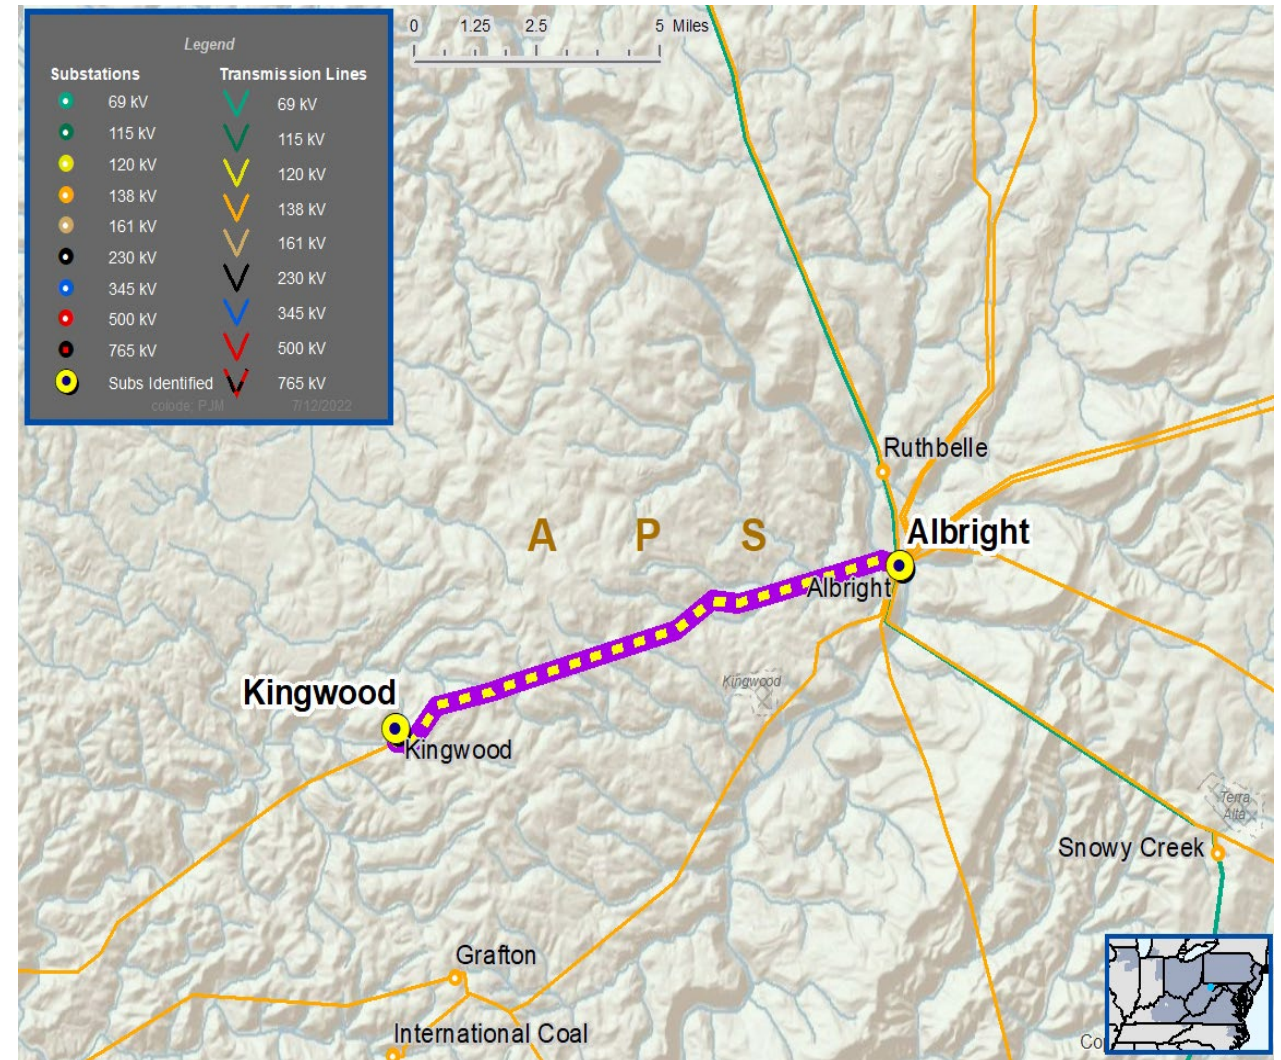 Legend
Substations Transmission Lines
69 kV 69 kV
115 kV 115 kV
120 kV 120 kV
138 kV 138 kV
161 kV 161 kV
230 kV 230 kV
345 kV 345 kV
500 kV 500 kV
765 kV 765 kV
Subs Identified
colode; PJM 7/12/2022
0 1.25 2.5 5 Miles
Ruthbelle
A P S
Albright
Albright
Kingwood
Kingwood
Kingwood
Terra
Alta
Snowy Creek
Grafton
International Coal